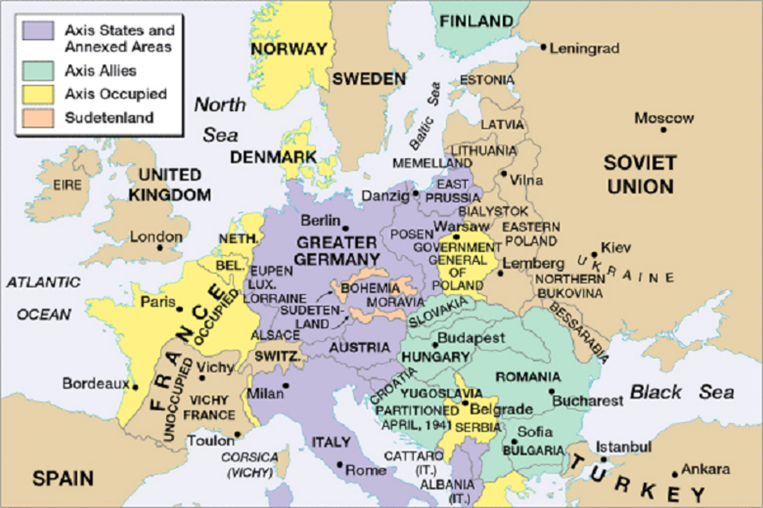 Axis States and
Annexed Areas
Axis Allies
Axis Occupied
Sudetenland
FINLAND
NORWAY
SWEDEN
Leningrad
ESTONIA
North
Sea
Baltic Sea
LATVIA
Moscow
LITHUANIA
DENMARK
MEMELLAND
SOVIET
UNION
EIRE
UNITED
KINGDOM
Vilna
EAST
PRUSSIA
Danzig
BIALYSTOK
London
Berlin
GREATER
GERMANY
NETH.
POSEN
Warsaw
GOVERNMENT
GENERAL
OF
POLAND
EASTERN
POLAND
Kiev
UKRAINE
BEL.
EUPEN
LUX.
LORRAINE
Lemberg
NORTHERN
BUKOVINA
ATLANTIC
OCEAN
Paris
FRANCE
OCCUPIED
BOHEMIA
MORAVIA
SUDETEN-
LAND
SLOVAKIA
BESSARABIA
ALSACE
AUSTRIA
SWITZ.
Budapest
HUNGARY
UNOCCUPIED
Vichy
VICHY
FRANCE
Bordeaux
Milan
CROATIA
ROMANIA
Bucharest
Black Sea
YUGOSLAVIA
PARTITIONED
APRIL, 1941
Belgrade
SERBIA
Toulon
CORSICA
(VICHY)
ITALY
Rome
CATTARO
(IT.)
ALBANIA
(IT.)
Sofia
BULGARIA
Istanbul
TURKEY
Ankara
SPAIN